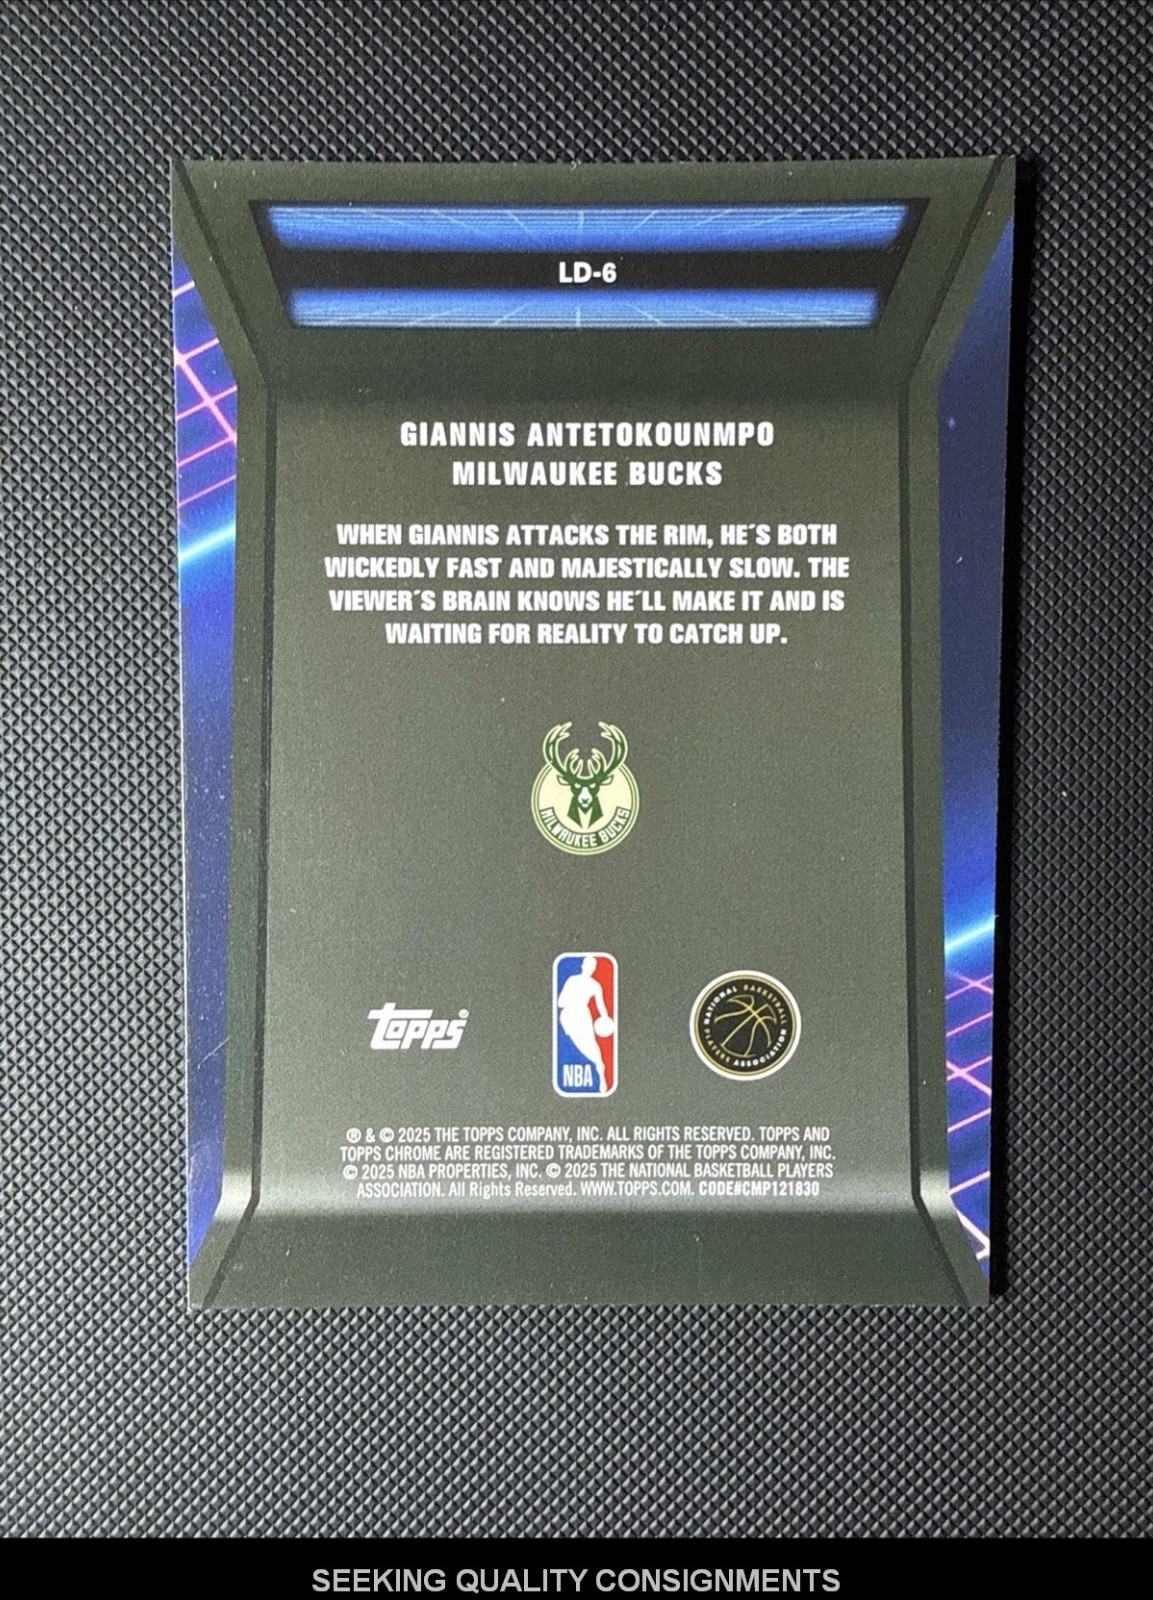 LD-6
GIANNIS ANTETOKOUNMPO
MILWAUKEE BUCKS
WHEN GIANNIS ATTACKS THE RIM, HE´S BOTH
WICKEDLY FAST AND MAJESTICALLY SLOW. THE
VIEWER´S BRAIN KNOWS HE´LL MAKE IT AND IS
WAITING FOR REALITY TO CATCH UP.
MILWAUKEE BUCKS
topps®
NBA
NATIONAL BASKETBALL
PLAYERS ASSOCIATION
® & © 2025 THE TOPPS COMPANY, INC. ALL RIGHTS RESERVED. TOPPS AND
TOPPS CHROME ARE REGISTERED TRADEMARKS OF THE TOPPS COMPANY, INC.
© 2025 NBA PROPERTIES, INC. © 2025 THE NATIONAL BASKETBALL PLAYERS
ASSOCIATION. All Rights Reserved. WWW.TOPPS.COM. CODE#CMP121830
SEEKING QUALITY CONSIGNMENTS